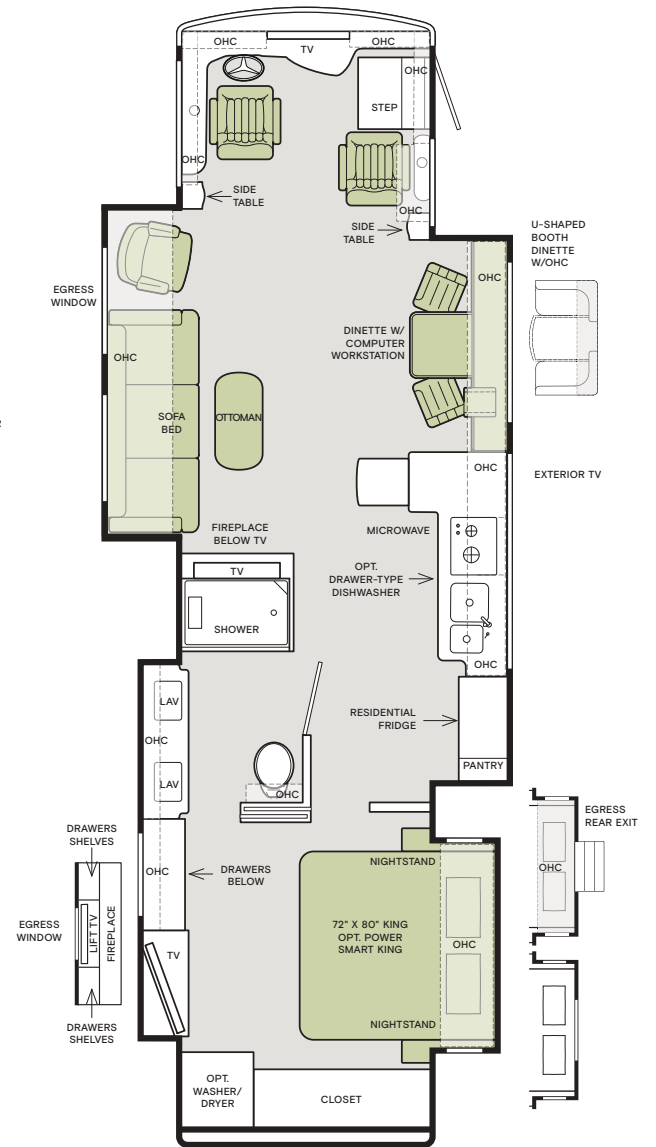 OHC
OHC
TV
OHC
STEP
OHC
SIDE
TABLE
OHC
SIDE
TABLE
U-SHAPED
BOOTH
DINETTE
W/OHC
EGRESS
WINDOW
OHC
DINETTE W/
COMPUTER
WORKSTATION
OHC
SOFA
BED
OTTOMAN
OHC
EXTERIOR TV
FIREPLACE
BELOW TV
MICROWAVE
TV
OPT.
DRAWER-TYPE
DISHWASHER
SHOWER
OHC
LAV
OHC
LAV
RESIDENTIAL
FRIDGE
PANTRY
OHC
EGRESS
REAR EXIT
OHC
DRAWERS
SHELVES
OHC
DRAWERS
BELOW
NIGHTSTAND
EGRESS
WINDOW
LIFT TV
FIREPLACE
72" X 80" KING
OPT. POWER
SMART KING
OHC
TV
DRAWERS
SHELVES
NIGHTSTAND
OPT.
WASHER/
DRYER
CLOSET